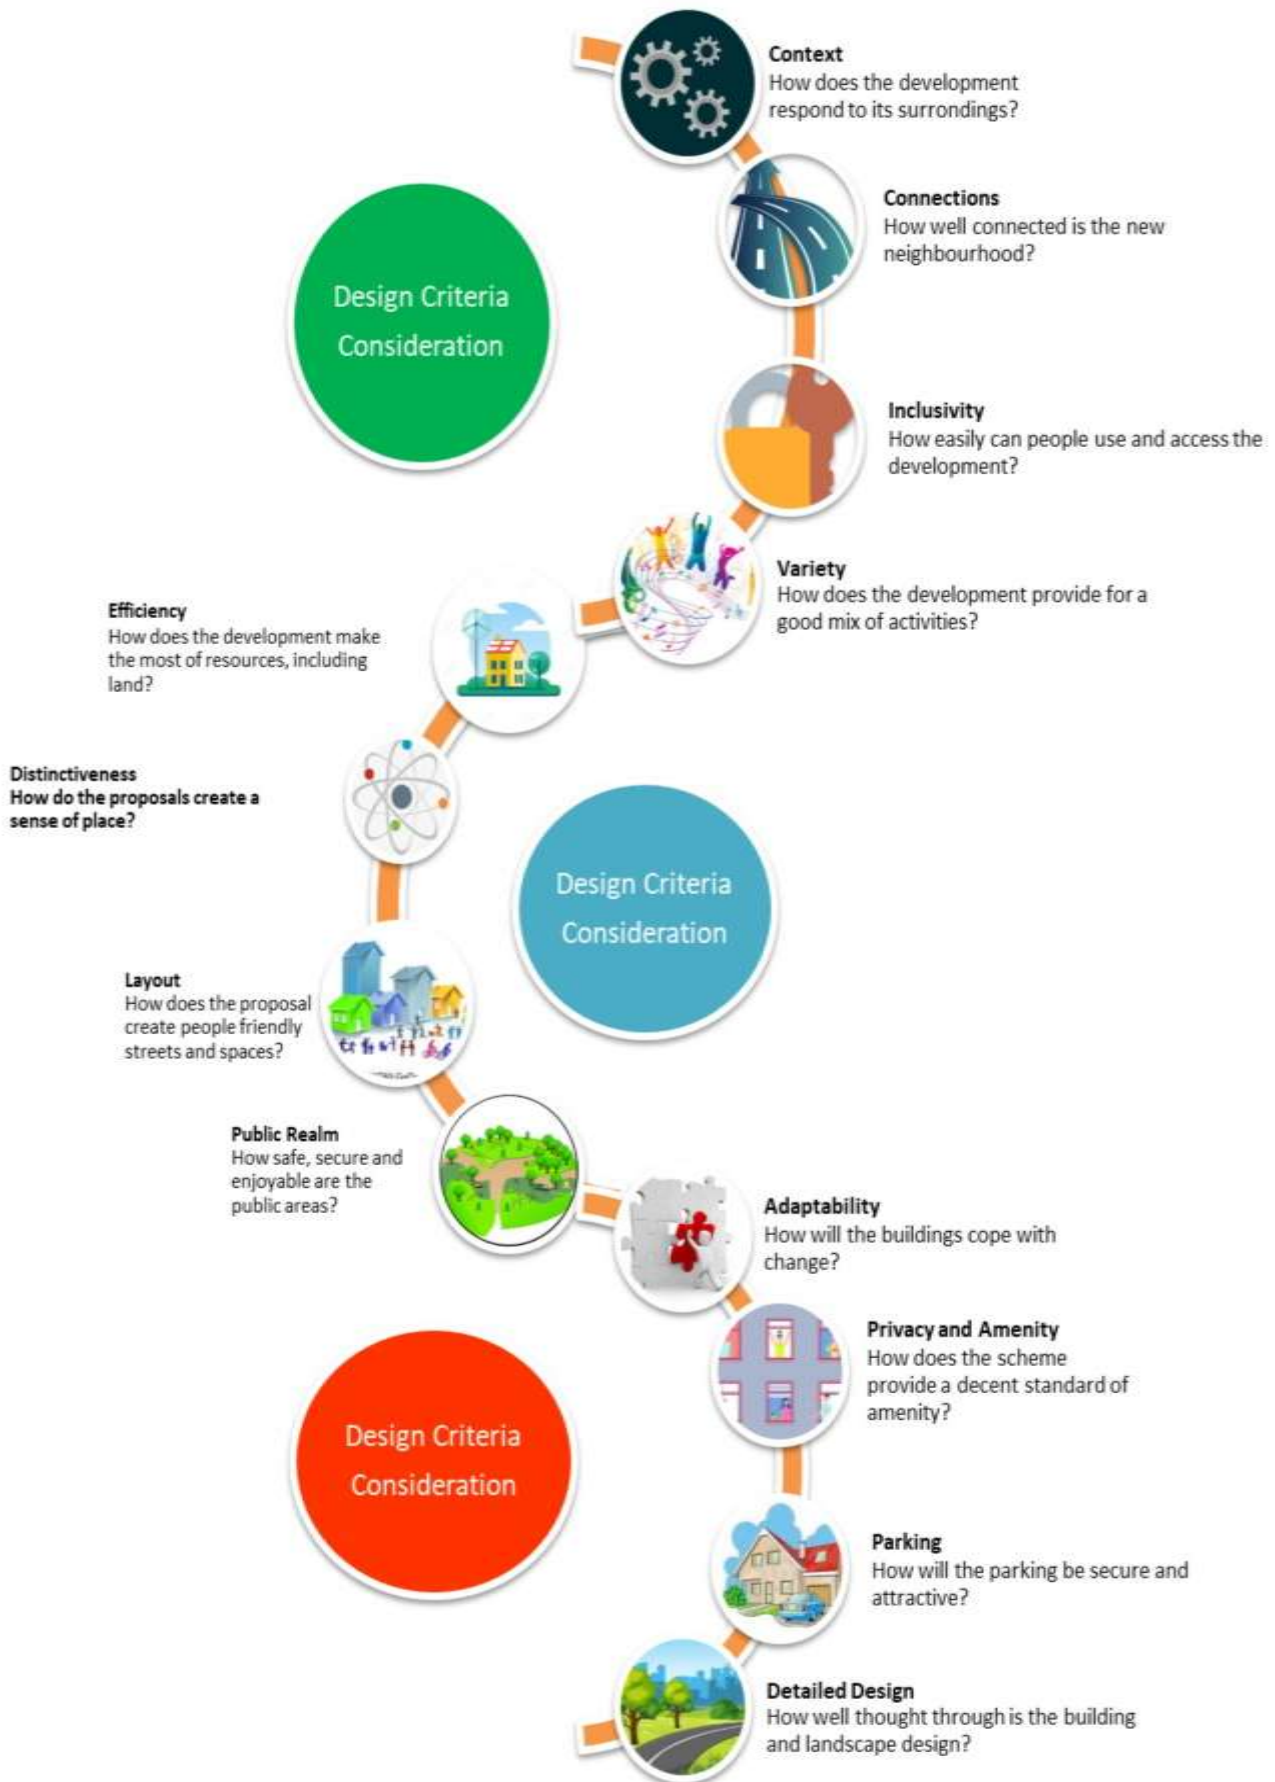 Context
How does the development
respond to its surrondings?
Connections
How well connected is the new
neighbourhood?
Design Criteria
Consideration
Inclusivity
How easily can people use and access the
development?
Variety
How does the development provide for a
good mix of activities?
Efficiency
How does the development make
the most of resources, including
land?
Distinctiveness
How do the proposals create a
sense of place?
Design Criteria
Consideration
Layout
How does the proposal
create people friendly
streets and spaces?
Public Realm
How safe, secure and
enjoyable are the
public areas?
Adaptability
How will the buildings cope with
change?
Privacy and Amenity
How does the scheme
provide a decent standard of
amenity?
Design Criteria
Consideration
Parking
How will the parking be secure and
attractive?
Detailed Design
How well thought through is the building
and landscape design?